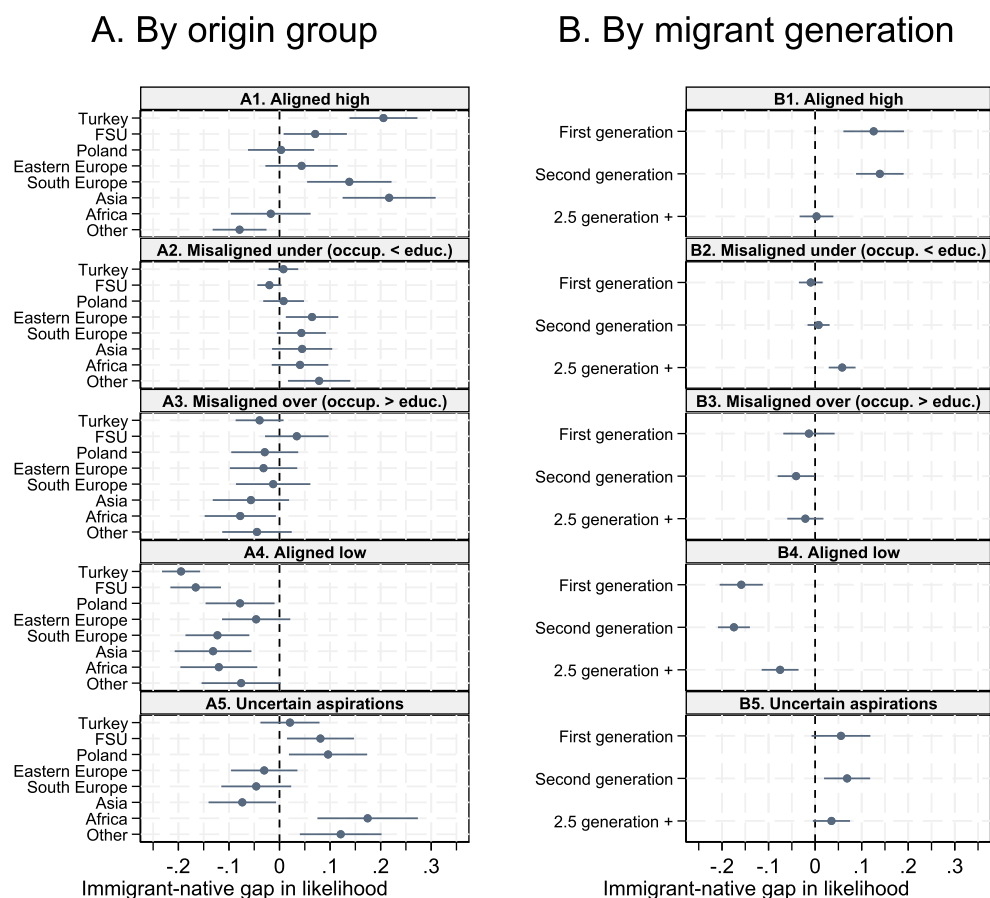 A. By origin group
A1. Aligned high
Turkey
FSU
Poland
Eastern Europe
South Europe
Asia
Africa
Other
A2. Misaligned under (occup. < educ.)
Turkey
FSU
Poland
Eastern Europe
South Europe
Asia
Africa
Other
A3. Misaligned over (occup. > educ.)
Turkey
FSU
Poland
Eastern Europe
South Europe
Asia
Africa
Other
A4. Aligned low
Turkey
FSU
Poland
Eastern Europe
South Europe
Asia
Africa
Other
A5. Uncertain aspirations
Turkey
FSU
Poland
Eastern Europe
South Europe
Asia
Africa
Other
-.2 -.1 0 .1 .2 .3
Immigrant-native gap in likelihood
B. By migrant generation
B1. Aligned high
First generation
Second generation
2.5 generation +
B2. Misaligned under (occup. < educ.)
First generation
Second generation
2.5 generation +
B3. Misaligned over (occup. > educ.)
First generation
Second generation
2.5 generation +
B4. Aligned low
First generation
Second generation
2.5 generation +
B5. Uncertain aspirations
First generation
Second generation
2.5 generation +
-.2 -.1 0 .1 .2 .3
Immigrant-native gap in likelihood